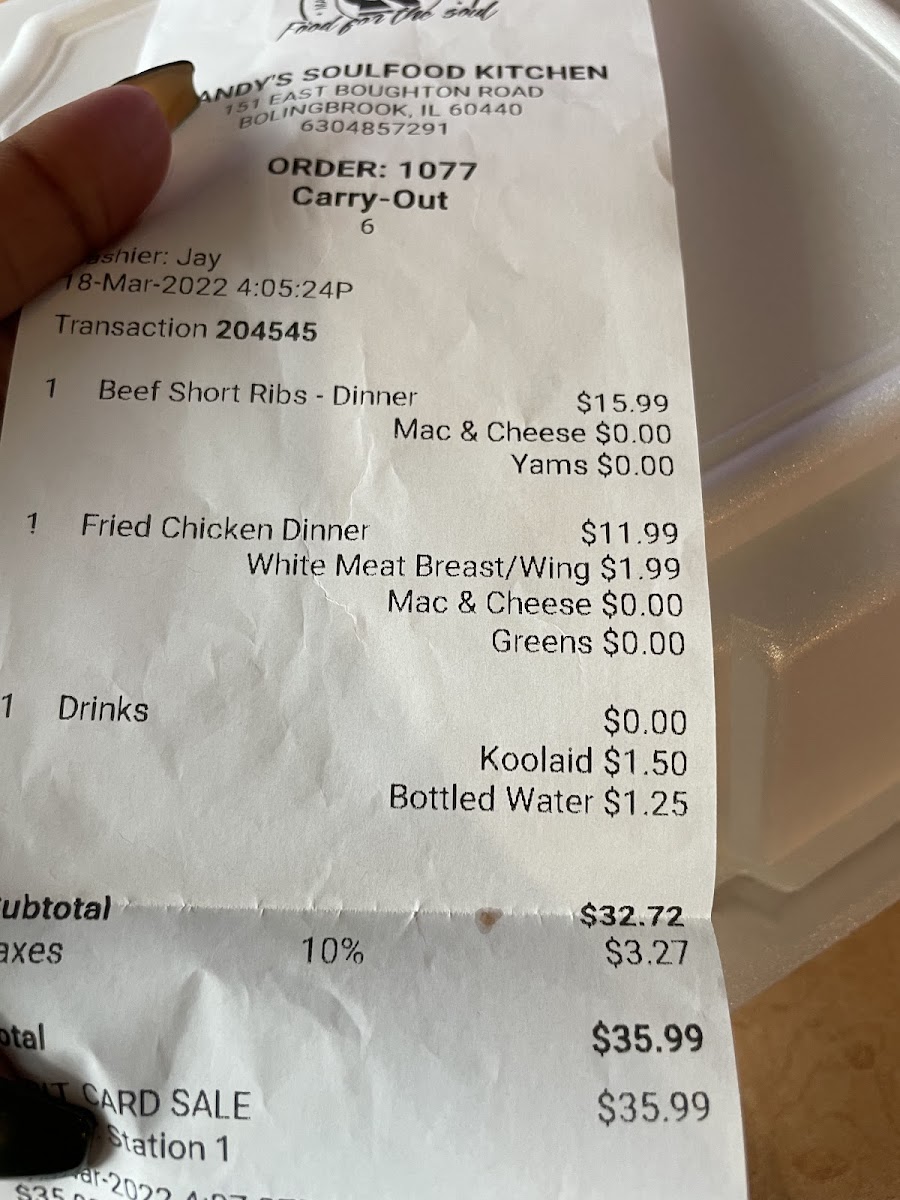 Food for the soul
ANDY'S SOULFOOD KITCHEN
151 EAST BOUGHTON ROAD
BOLINGBROOK, IL 60440
6304857291
ORDER: 1077
Carry-Out
6
shier: Jay
18-Mar-2022 4:05:24P
Transaction 204545
1 Beef Short Ribs - Dinner $15.99
Mac & Cheese $0.00
Yams $0.00
1 Fried Chicken Dinner $11.99
White Meat Breast/Wing $1.99
Mac & Cheese $0.00
Greens $0.00
1 Drinks $0.00
Koolaid $1.50
Bottled Water $1.25
ubtotal $32.72
axes 10% $3.27
otal $35.99
CARD SALE $35.99
Station 1
ar-2022